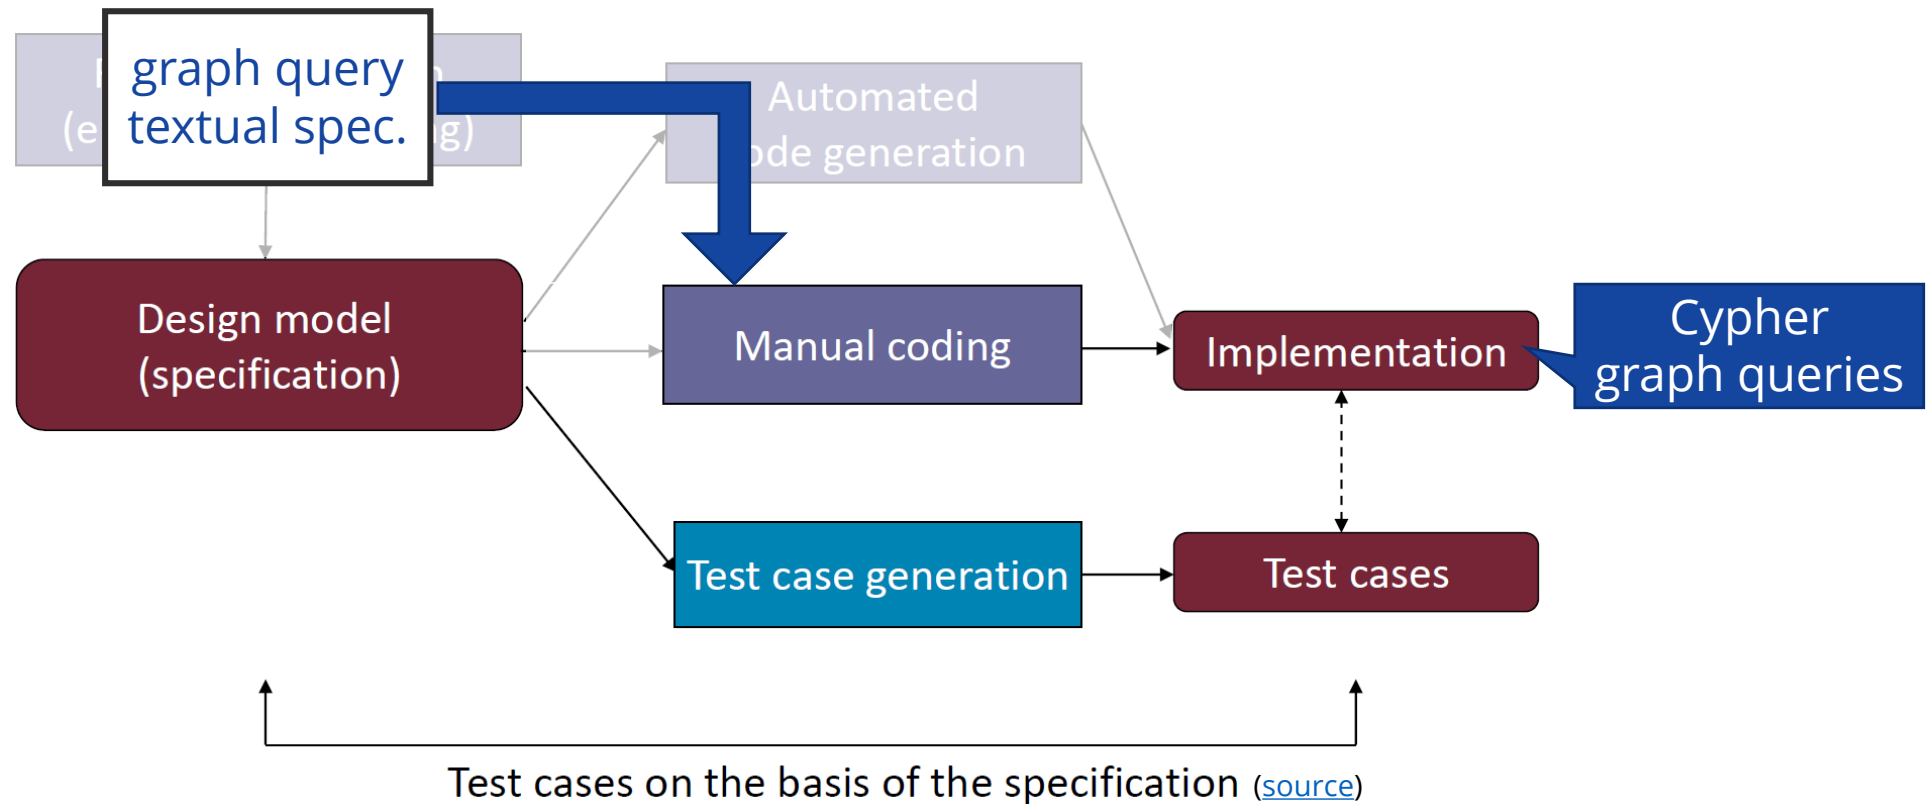 graph query
textual spec.
(e
g)
Automated
ode generation
Design model
(specification)
Manual coding
Implementation
Cypher
graph queries
Test case generation
Test cases
Test cases on the basis of the specification (source)